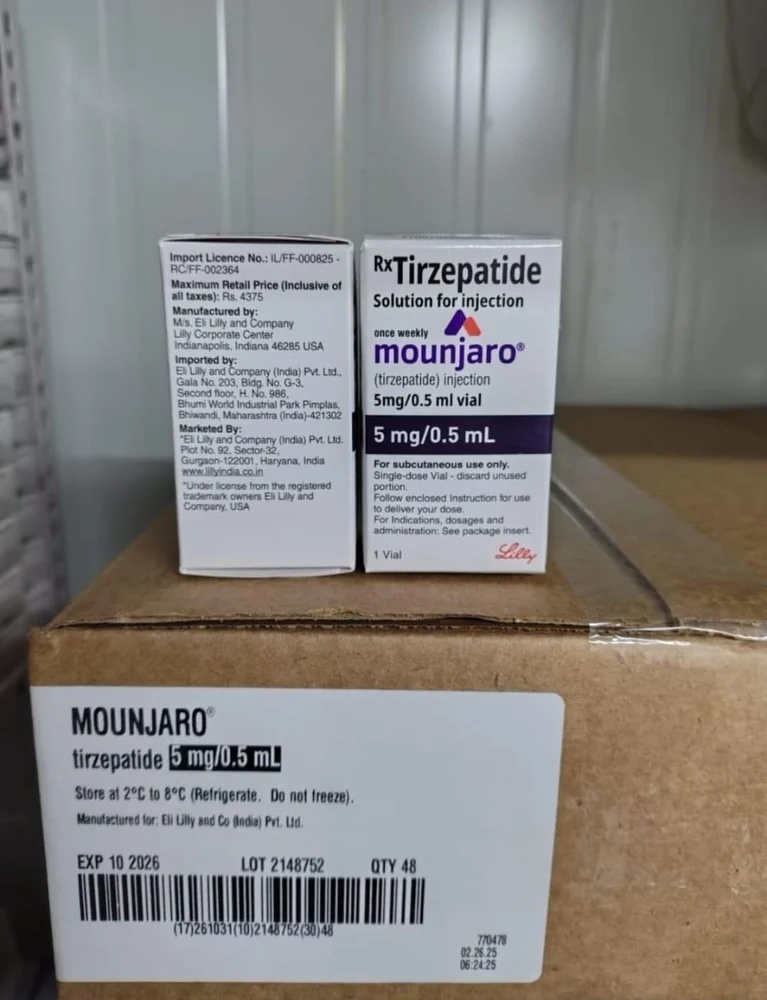 Import Licence No.: IL/FF-000825 -
RC/FF-002364
Maximum Retail Price (Inclusive of
all taxes): Rs. 4375
Manufactured by:
M/s. Eli Lilly and Company
Lilly Corporate Center
Indianapolis, Indiana 46285 USA
Imported by:
Eli Lilly and Company (India) Pvt. Ltd.,
Gala No. 203, Bldg. No. G-3,
Second floor, H. No. 986,
Bhumi World Industrial Park Pimplas,
Bhiwandi, Maharashtra (India)-421302
Marketed By:
*Eli Lilly and Company (India) Pvt. Ltd.
Plot No. 92, Sector-32,
Gurgaon-122001, Haryana, India
www.lillyindia.co.in
*Under license from the registered
trademark owners Eli Lilly and
Company, USA
RxTirzepatide
Solution for injection
once weekly
mounjaro®
(tirzepatide) injection
5mg/0.5 ml vial
5 mg/0.5 mL
For subcutaneous use only.
Single-dose Vial - discard unused
portion.
Follow enclosed Instruction for use
to deliver your dose.
For Indications, dosages and
administration: See package insert.
1 Vial
Lilly
MOUNJARO®
tirzepatide 5 mg/0.5 mL
Store at 2°C to 8°C (Refrigerate. Do not freeze).
Manufactured for: Eli Lilly and Co (India) Pvt. Ltd.
EXP 10 2026 LOT 2148752 QTY 48
(17)261031(10)2148752(30)48
770478
02.26.25
06:24:25